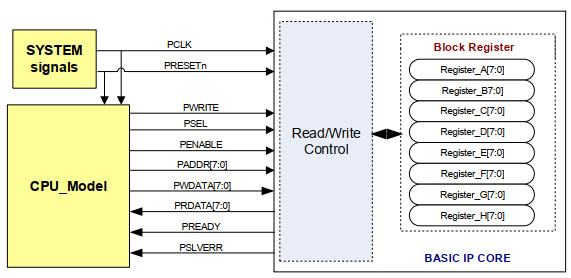 SYSTEM
signals
PCLK
PRESETn
CPU_Model
PWRITE
PSEL
PENABLE
PADDR[7:0]
PWDATA[7:0]
PRDATA[7:0]
PREADY
PSLVERR
Read/Write
Control
Block Register
Register_A[7:0]
Register_B7:0]
Register_C[7:0]
Register_D[7:0]
Register_E[7:0]
Register_F[7:0]
Register_G[7:0]
Register_H[7:0]
BASIC IP CORE